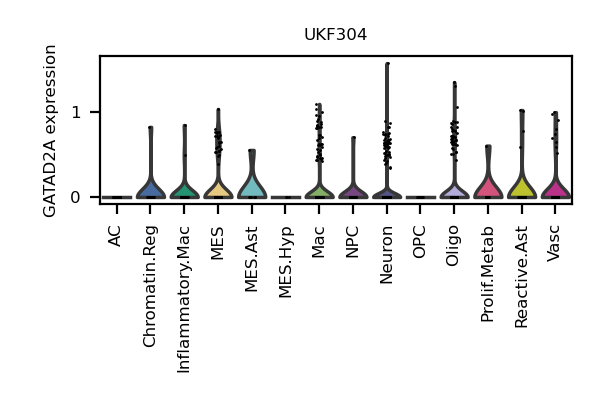 UKF304
GATAD2A expression
1
0
AC
Chromatin.Reg
Inflammatory.Mac
MES
MES.Ast
MES.Hyp
Mac
NPC
Neuron
OPC
Oligo
Prolif.Metab
Reactive.Ast
Vasc